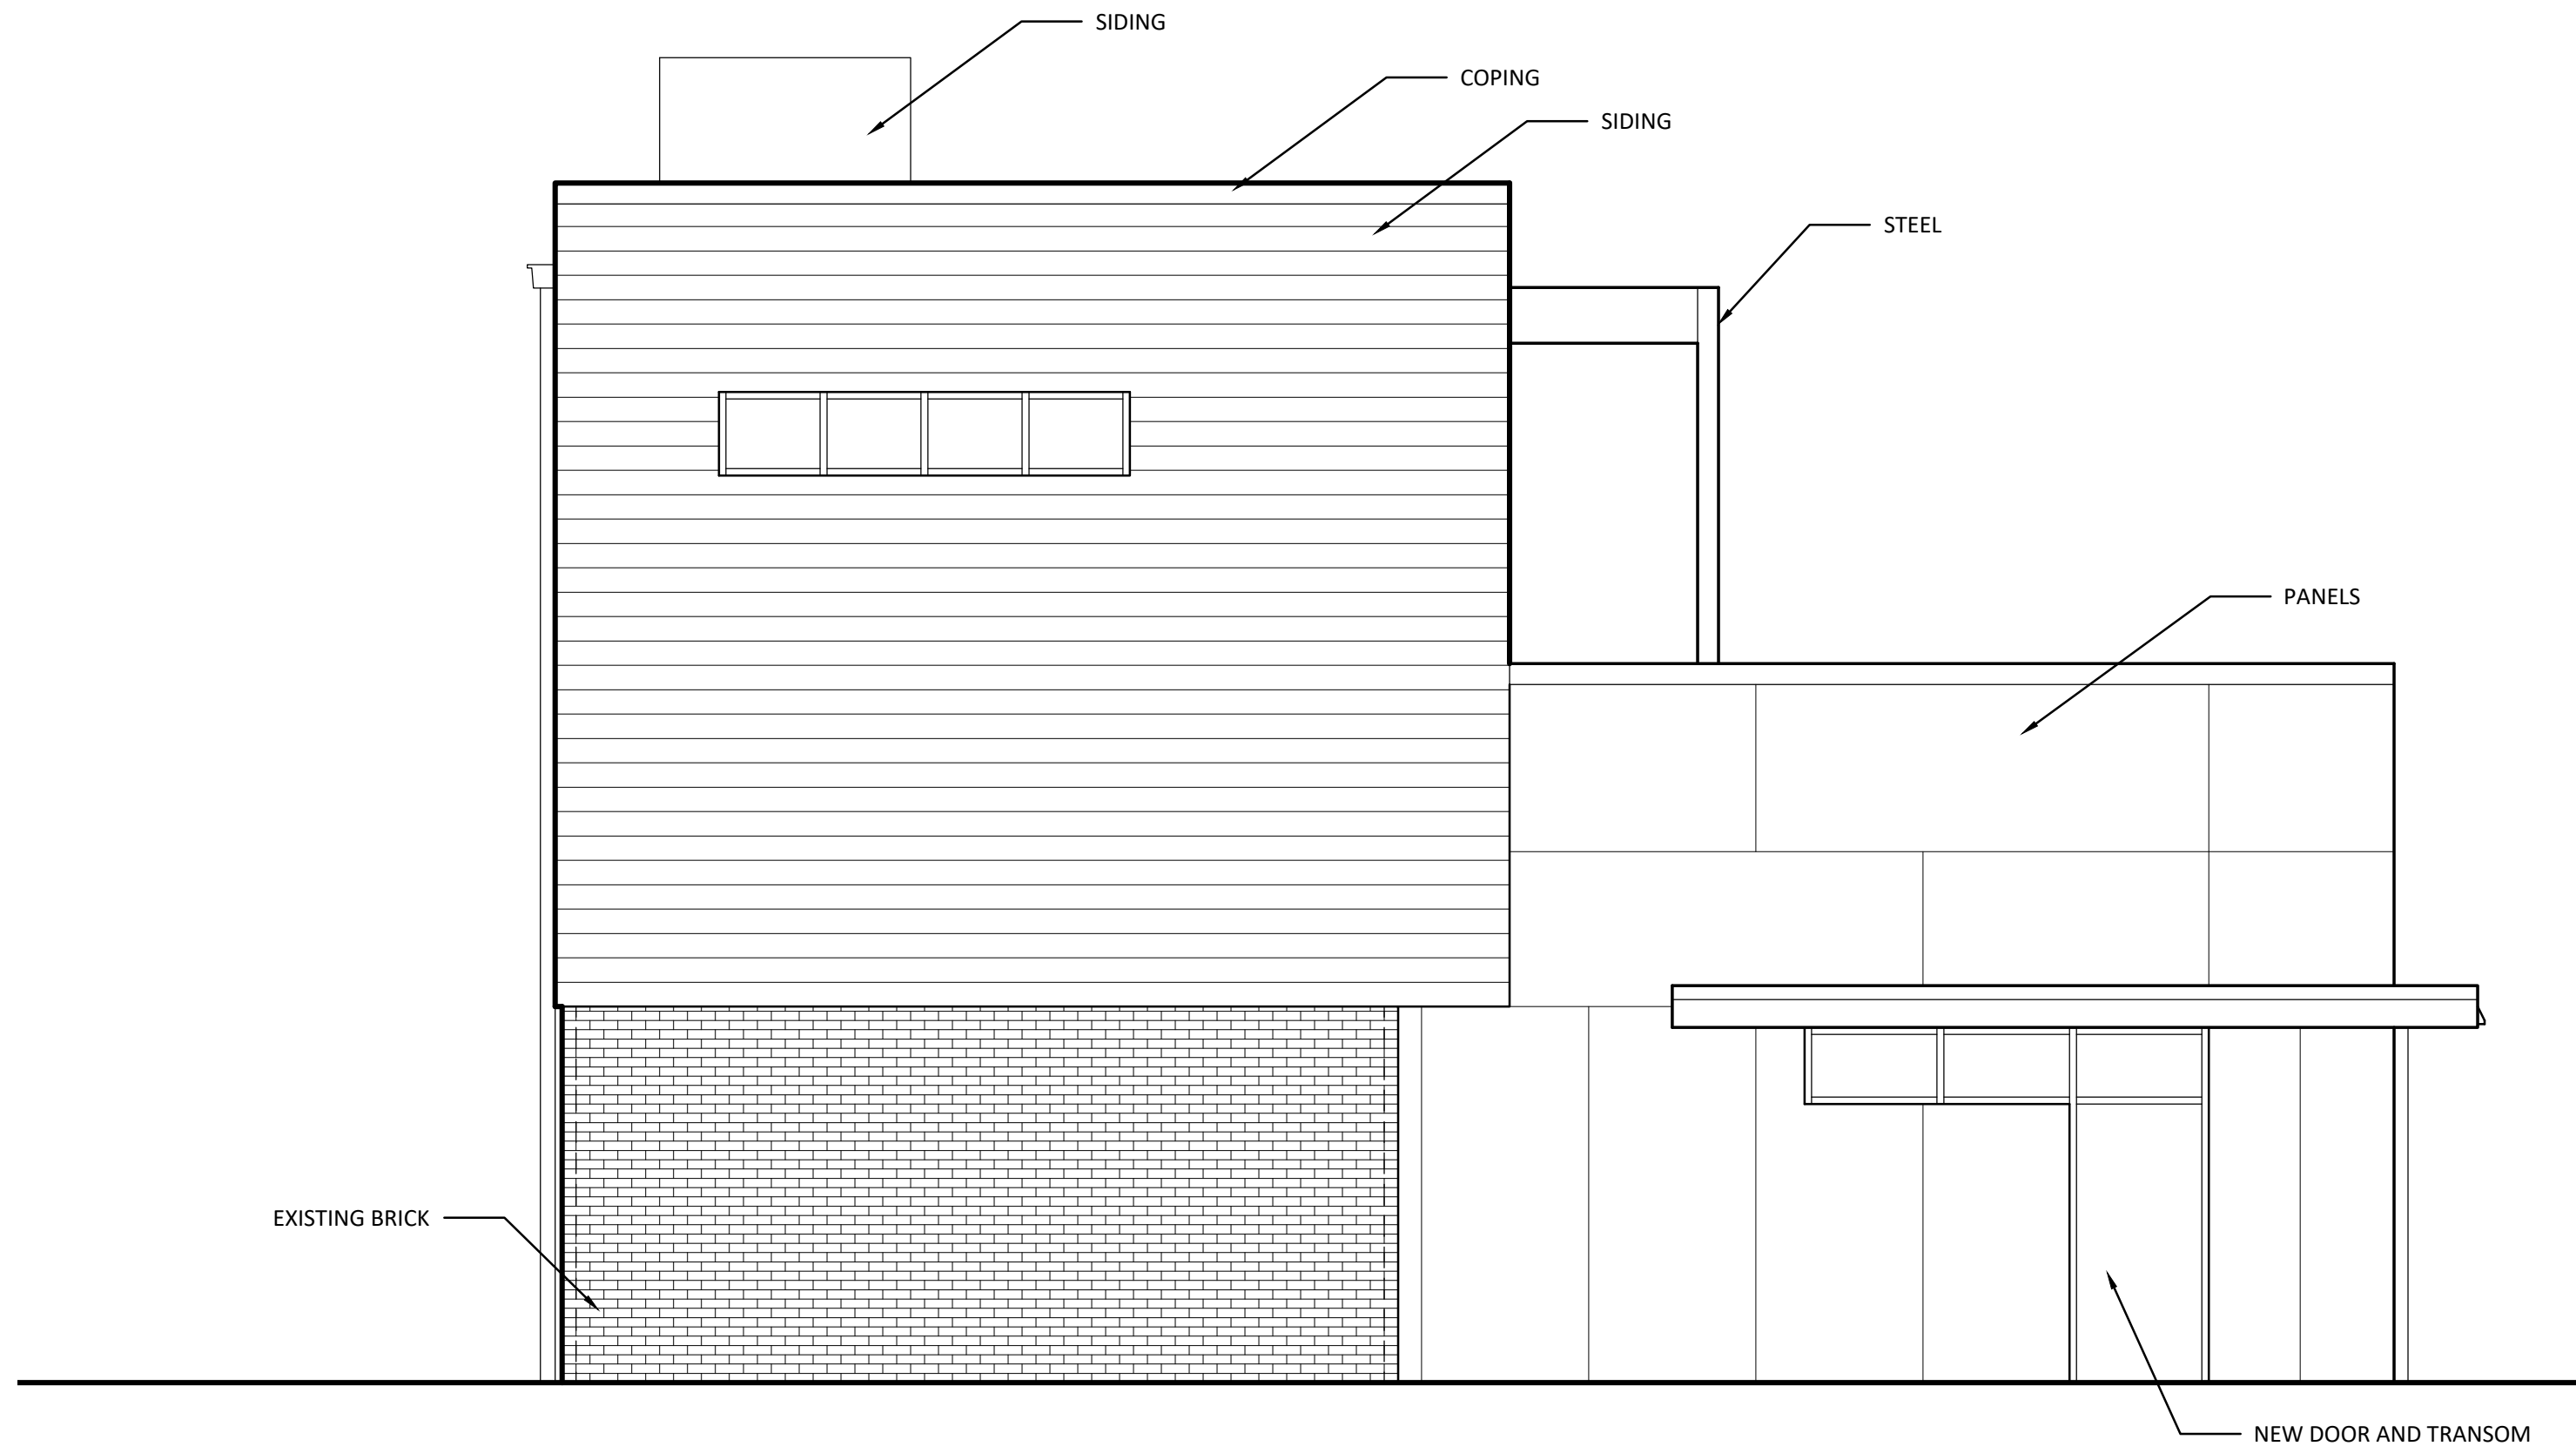 SIDING
COPING
SIDING
STEEL
PANELS
EXISTING BRICK
NEW DOOR AND TRANSOM